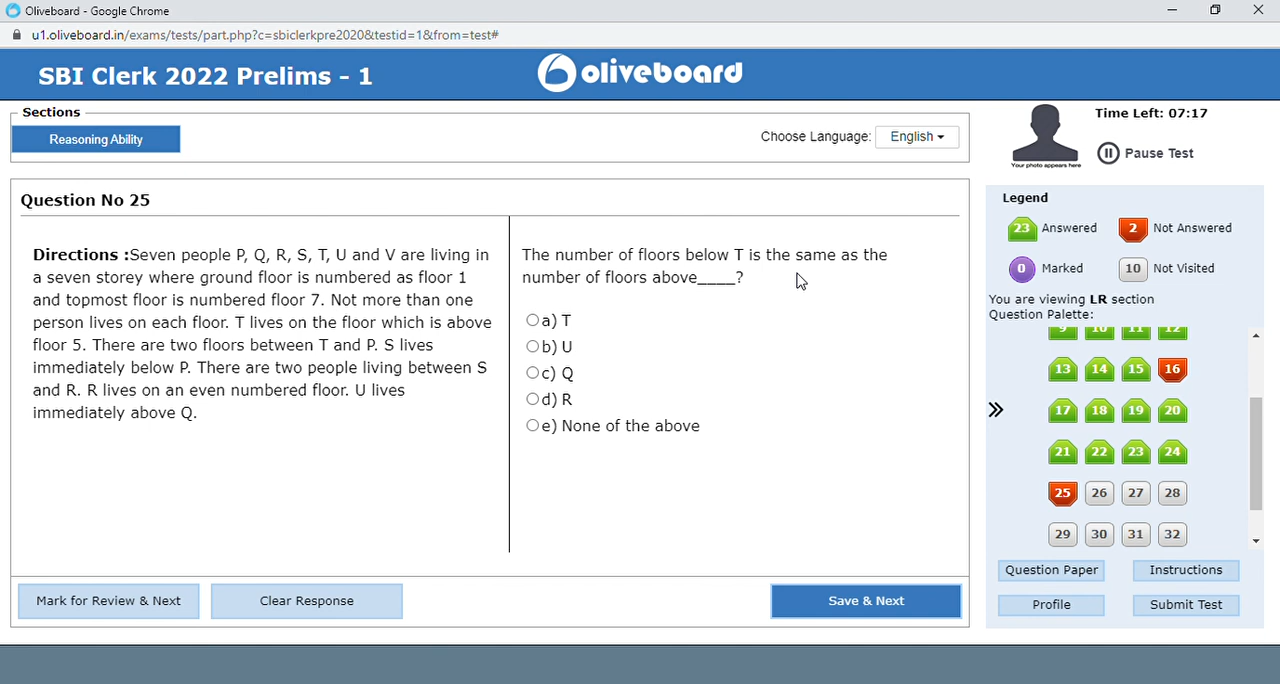 Oliveboard - Google Chrome
u1.oliveboard.in/exams/tests/part.php?c=sbiclerkpre2020&testid=1&from=test#
SBI Clerk 2022 Prelims - 1
oliveboard
Sections
Reasoning Ability
Choose Language:
English
Your photo appears here
Time Left: 07:17
Pause Test
Question No 25
Directions :Seven people P, Q, R, S, T, U and V are living in
a seven storey where ground floor is numbered as floor 1
and topmost floor is numbered floor 7. Not more than one
person lives on each floor. T lives on the floor which is above
floor 5. There are two floors between T and P. S lives
immediately below P. There are two people living between S
and R. R lives on an even numbered floor. U lives
immediately above Q.
The number of floors below T is the same as the
number of floors above____?
a) T
b) U
c) Q
d) R
e) None of the above
Mark for Review & Next
Clear Response
Save & Next
Legend
23 Answered
2 Not Answered
0 Marked
10 Not Visited
You are viewing LR section
Question Palette:
9 10 11 12
13 14 15 16
17 18 19 20
21 22 23 24
25 26 27 28
29 30 31 32
Question Paper
Instructions
Profile
Submit Test